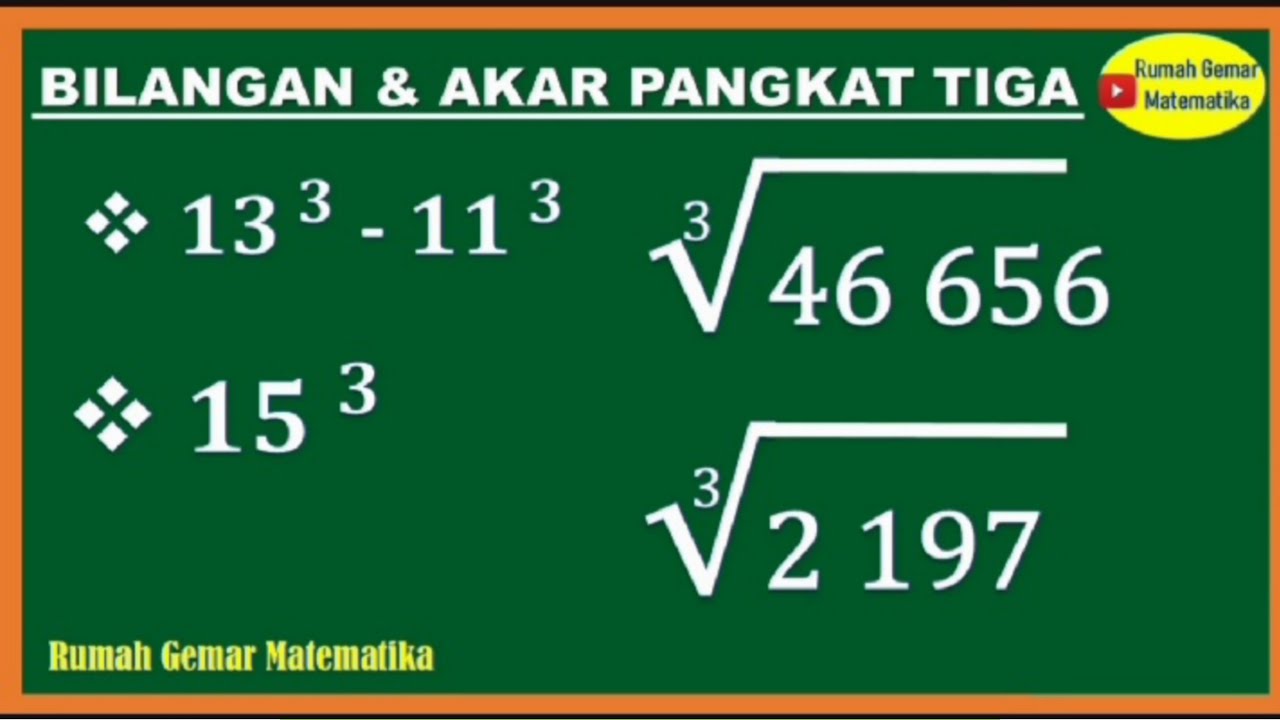 BILANGAN & AKAR PANGKAT TIGA
Rumah Gemar
Matematika
❖ 13³ - 11³
∛46 656
❖ 15³
∛2 197
Rumah Gemar Matematika